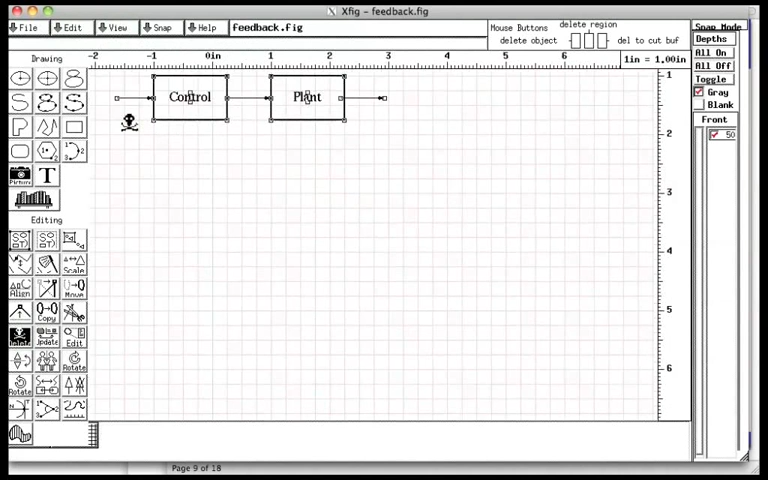 Xfig - feedback.fig
File Edit View Snap Help feedback.fig
Mouse Buttons delete region
delete object del to cut buf
Snap Mode
Drawing
-2 -1 0in 1 2 3 4 5 6 1in = 1.00in
Depths
All On
All Off
Toggle
Gray
Blank
Front
50
1
2
3
4
5
6
Control Plant
Picture
T
Editing
Scale
Align Move
Copy
Delete Update Edit
Rotate
Rotate
Page 9 of 18